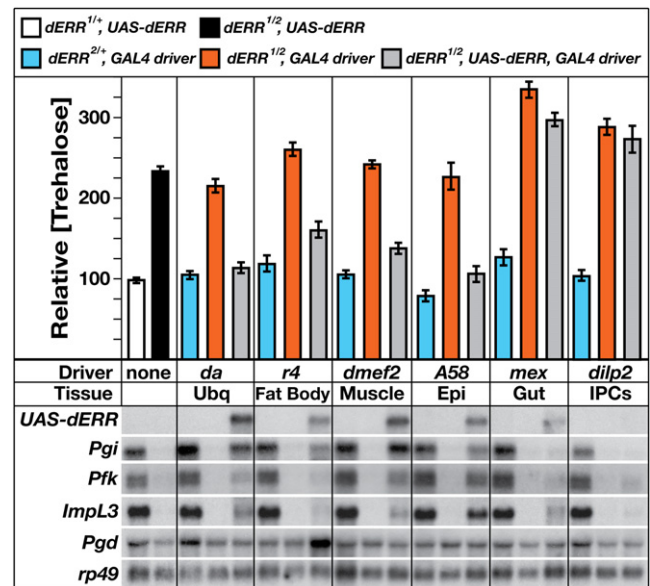 dERR1/+, UAS-dERR dERR1/2, UAS-dERR
dERR2/+, GAL4 driver dERR1/2, GAL4 driver dERR1/2, UAS-dERR, GAL4 driver
Relative [Trehalose]
300
200
100
Driver none da r4 dmef2 A58 mex dilp2
Tissue Ubq Fat Body Muscle Epi Gut IPCs
UAS-dERR
Pgi
Pfk
ImpL3
Pgd
rp49